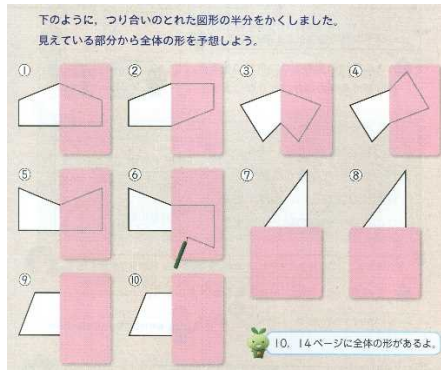 下のように，つり合いのとれた図形の半分をかくしました。
見えている部分から全体の形を予想しよう。
① ② ③ ④
⑤ ⑥ ⑦ ⑧
⑨ ⑩
10，14ページに全体の形があるよ。